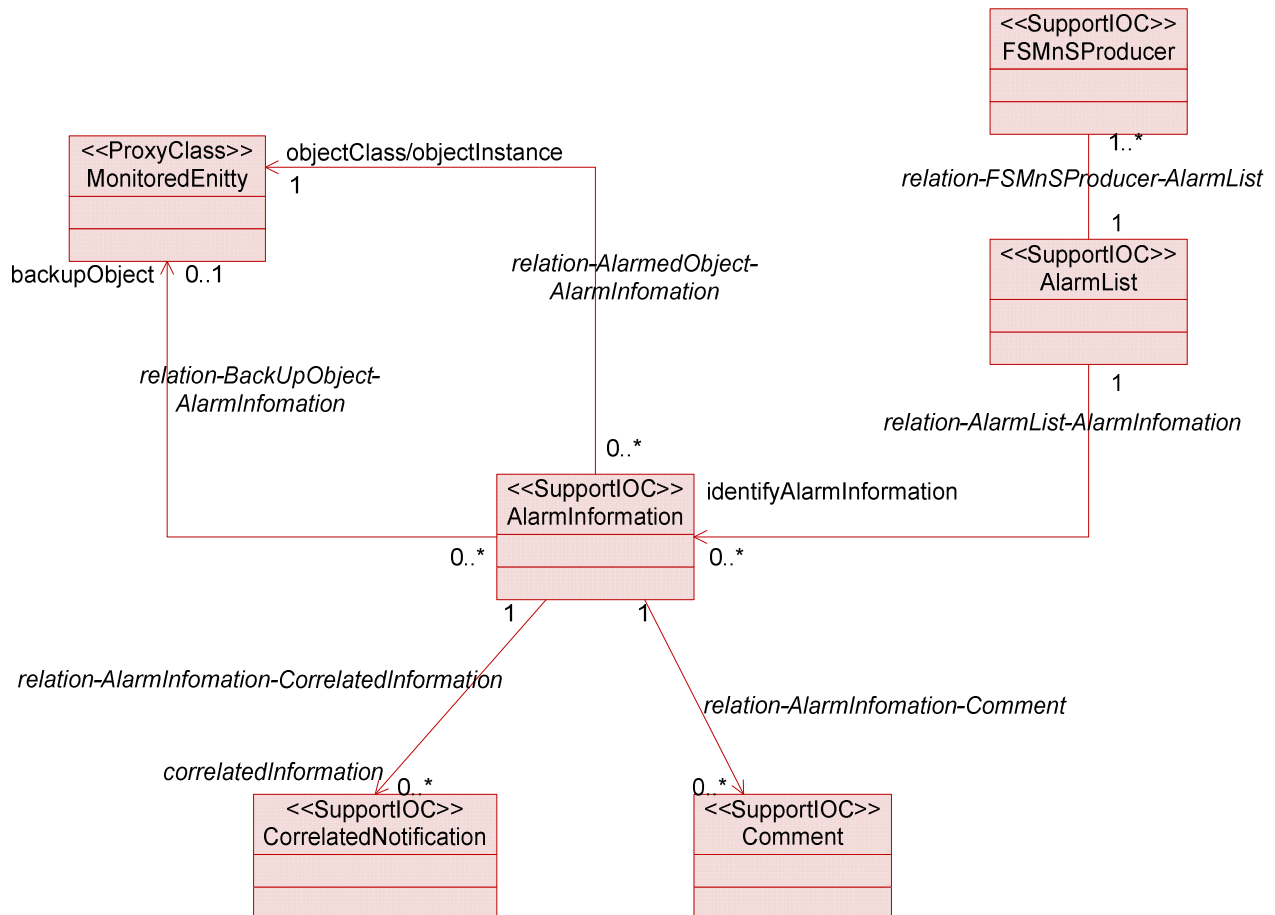 <<SupportIOC>>
FSMnSProducer
1..*
relation-FSMnSProducer-AlarmList
1
<<SupportIOC>>
AlarmList
1
relation-AlarmList-AlarmInfomation
<<ProxyClass>>
MonitoredEnitty
objectClass/objectInstance
1
backupObject
0..1
relation-AlarmedObject-
AlarmInfomation
relation-BackUpObject-
AlarmInfomation
0..*
<<SupportIOC>>
AlarmInformation
identifyAlarmInformation
0..*
0..*
1
1
relation-AlarmInfomation-CorrelatedInformation
relation-AlarmInfomation-Comment
correlatedInformation
0..*
0..*
<<SupportIOC>>
CorrelatedNotification
<<SupportIOC>>
Comment